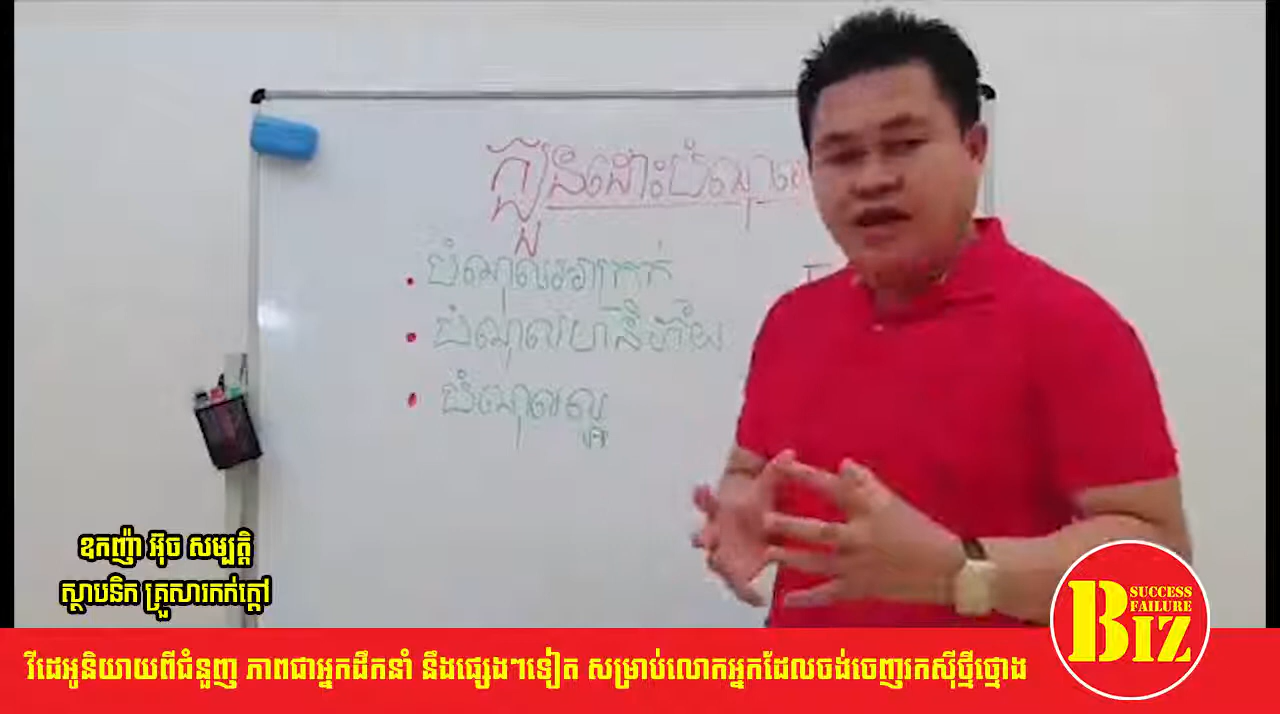 ក្បួនដោះបំណុល
• បំណុលអាក្រក់
• បំណុលហានិភ័យ
• បំណុលល្អ
ឧកញ៉ា អ៊ុច សម្បត្តិ
ស្ថាបនិក គ្រួសារកក់ក្តៅ
BIZ
SUCCESS
FAILURE
វីដេអូនិយាយពីជំនួញ ភាពជាអ្នកដឹកនាំ នឹងផ្សេងៗទៀត សម្រាប់លោកអ្នកដែលចង់ចេញរកស៊ីថ្មីថ្មោង